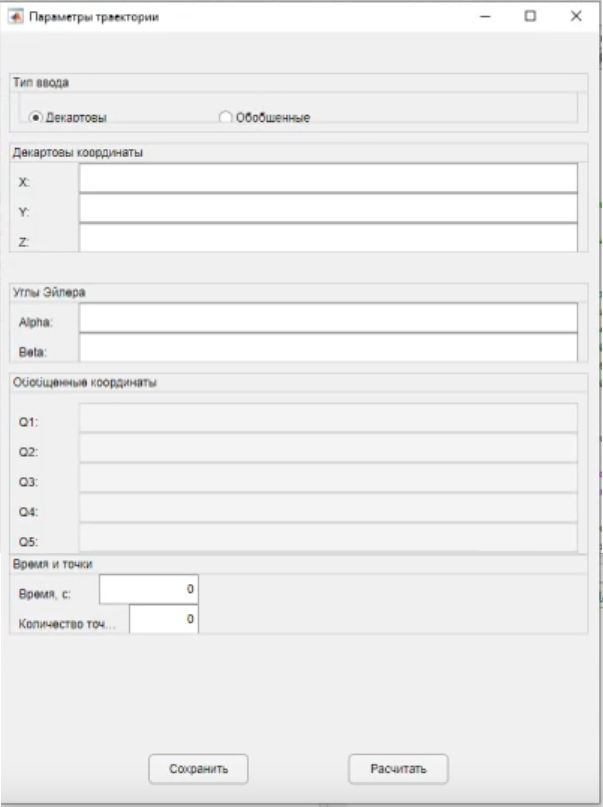 Параметры траектории
Тип ввода
Декартовы Обобщенные
Декартовы координаты
X:
Y:
Z:
Углы Эйлера
Alpha:
Beta:
Обобщенные координаты
Q1:
Q2:
Q3:
Q4:
Q5:
Время и точки
Время, с: 0
Количество точ... 0
Сохранить Расчитать